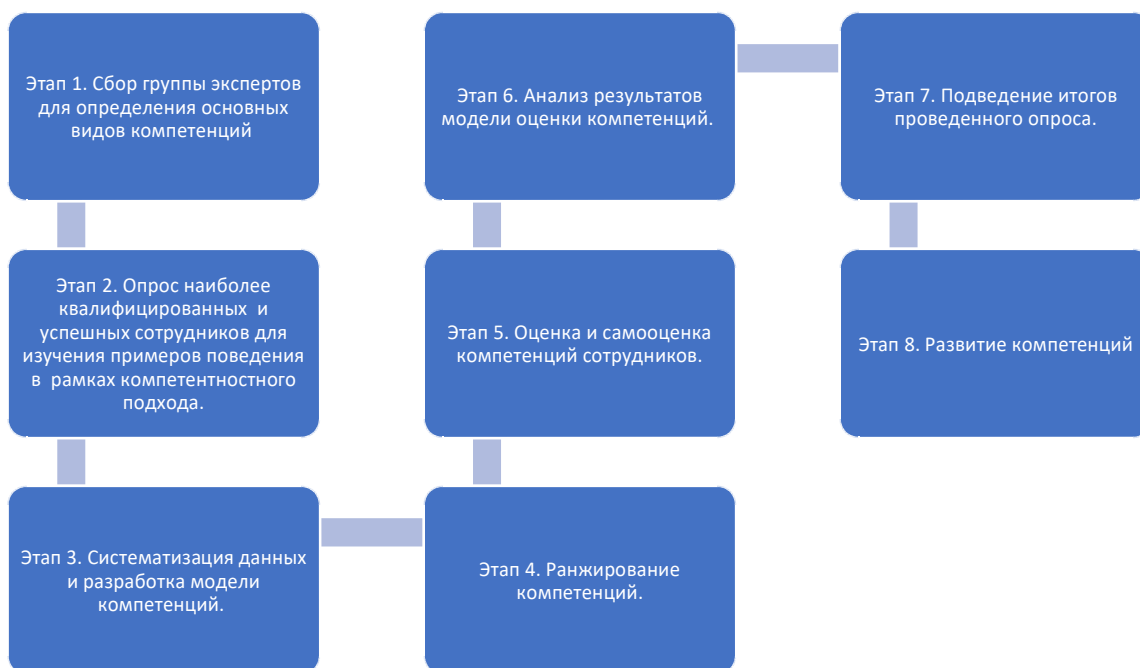 Этап 1. Сбор группы экспертов
для определения основных
видов компетенций
Этап 2. Опрос наиболее
квалифицированных  и
успешных сотрудников для
изучения примеров поведения
в  рамках компетентностного
подхода.
Этап 3. Систематизация данных
и разработка модели
компетенций.
Этап 4. Ранжирование
компетенций.
Этап 5. Оценка и самооценка
компетенций сотрудников.
Этап 6. Анализ результатов
модели оценки компетенций.
Этап 7. Подведение итогов
проведенного опроса.
Этап 8. Развитие компетенций